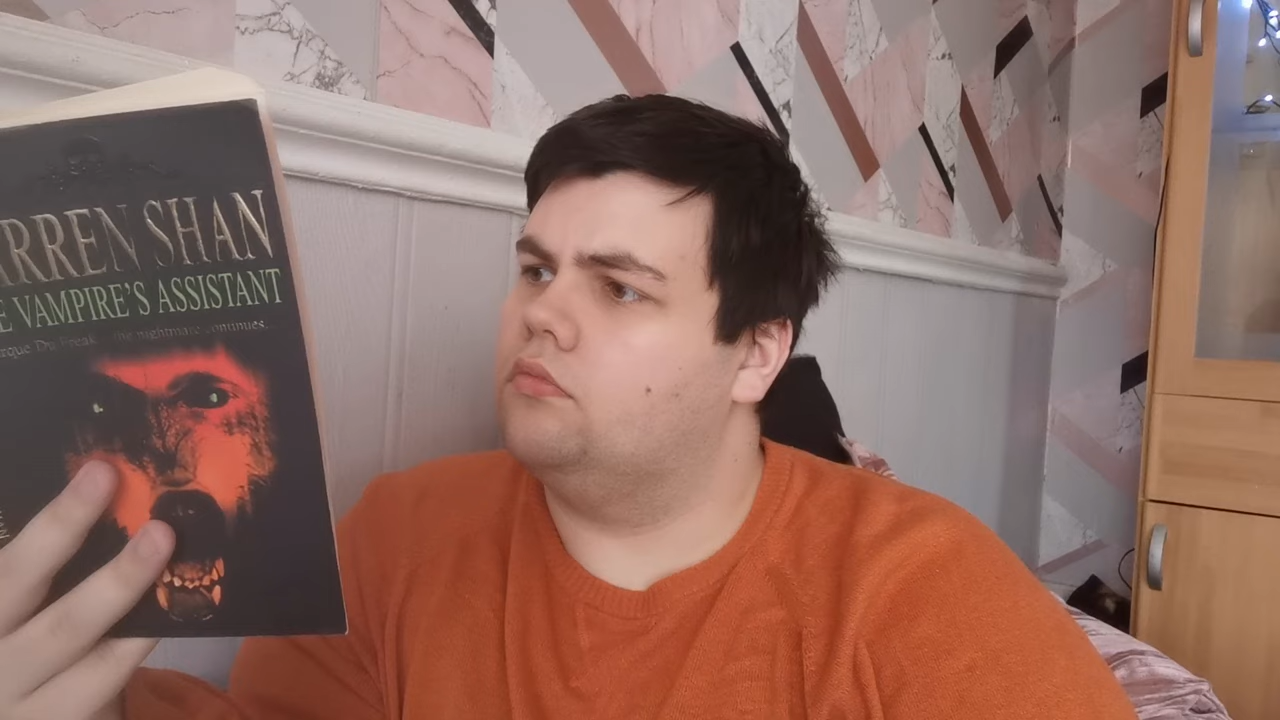 ARREN SHAN
E VAMPIRE'S ASSISTANT
rque Du Freak... the nightmare continues...